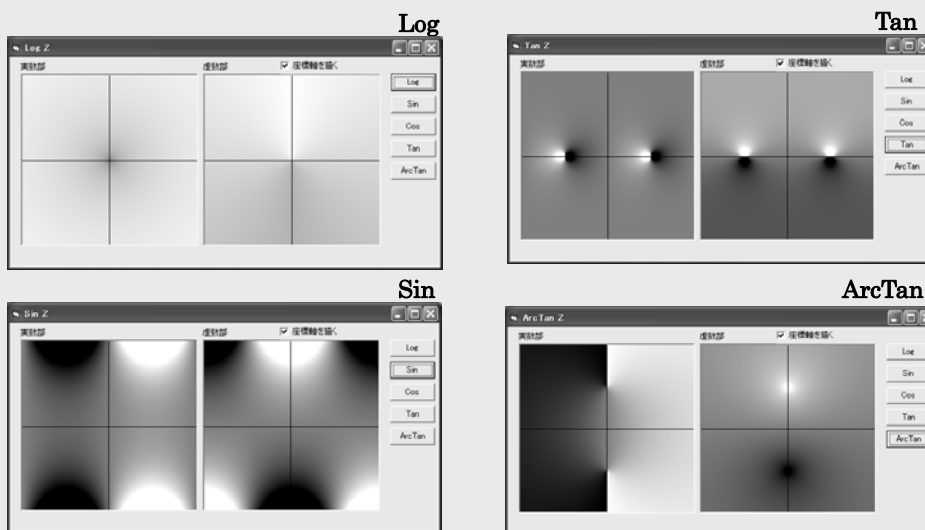 Log
Log Z
実数部 虚数部 座標軸を描く
Log
Sin
Cos
Tan
ArcTan
Tan
Tan Z
実数部 虚数部 座標軸を描く
Log
Sin
Cos
Tan
ArcTan
Sin
Sin Z
実数部 虚数部 座標軸を描く
Log
Sin
Cos
Tan
ArcTan
ArcTan
ArcTan Z
実数部 虚数部 座標軸を描く
Log
Sin
Cos
Tan
ArcTan